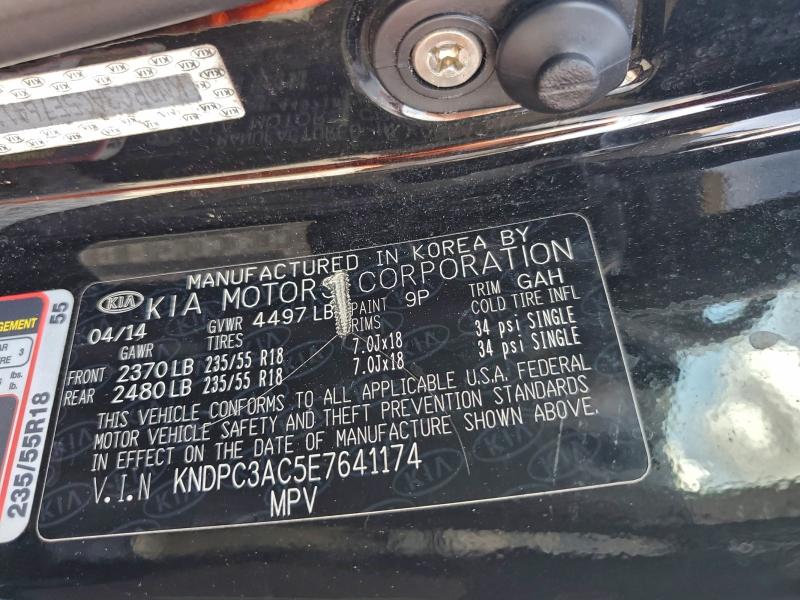 MANUFACTURED IN KOREA BY
KIA KIA MOTORS CORPORATION
04/14 GVWR 4497 LB PAINT 9P TRIM GAH
GAWR TIRES RIMS COLD TIRE INFL
FRONT 2370 LB 235/55 R18 7.0Jx18 34 psi SINGLE
REAR 2480 LB 235/55 R18 7.0Jx18 34 psi SINGLE
THIS VEHICLE CONFORMS TO ALL APPLICABLE U.S.A. FEDERAL
MOTOR VEHICLE SAFETY AND THEFT PREVENTION STANDARDS
IN EFFECT ON THE DATE OF MANUFACTURE SHOWN ABOVE.
V.I.N KNDPC3AC5E7641174
MPV
235/55R18 55